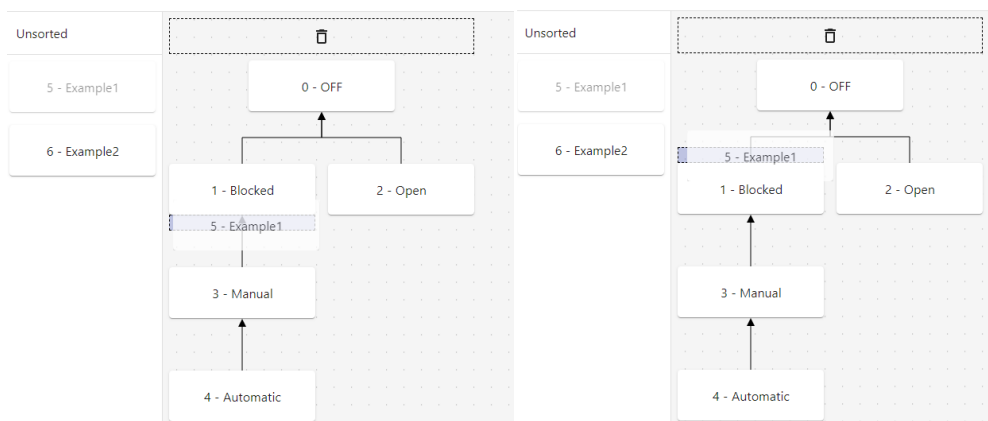 Unsorted
5 - Example1
6 - Example2
0 - OFF
1 - Blocked
2 - Open
5 - Example1
3 - Manual
4 - Automatic
Unsorted
5 - Example1
6 - Example2
0 - OFF
5 - Example1
1 - Blocked
2 - Open
3 - Manual
4 - Automatic